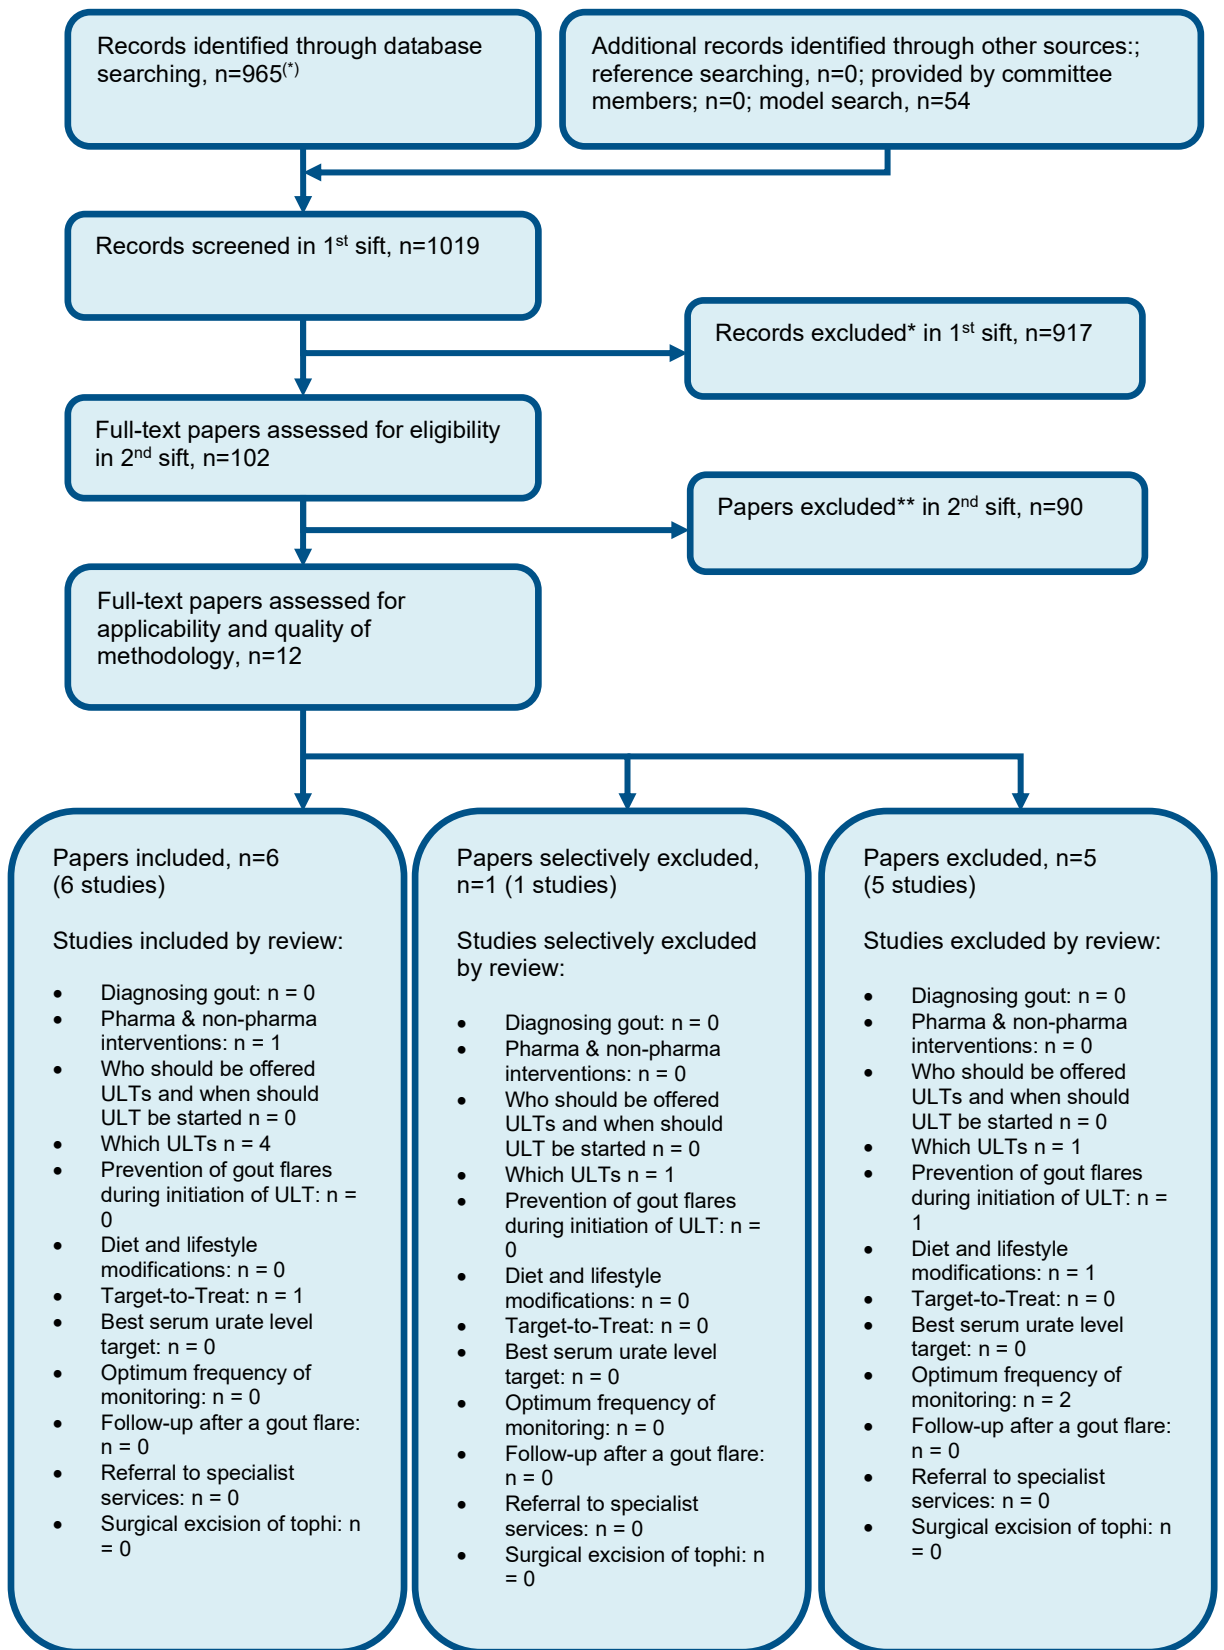 Records identified through database
searching, n=965(*)
Additional records identified through other sources:;
reference searching, n=0; provided by committee
members; n=0; model search, n=54
Records screened in 1st sift, n=1019
Records excluded* in 1st sift, n=917
Full-text papers assessed for eligibility
in 2nd sift, n=102
Papers excluded** in 2nd sift, n=90
Full-text papers assessed for
applicability and quality of
methodology, n=12
Papers included, n=6
(6 studies)
Studies included by review:
• Diagnosing gout: n = 0
• Pharma & non-pharma
interventions: n = 1
• Who should be offered
ULTs and when should
ULT be started n = 0
• Which ULTs n = 4
• Prevention of gout flares
during initiation of ULT: n =
0
• Diet and lifestyle
modifications: n = 0
• Target-to-Treat: n = 1
• Best serum urate level
target: n = 0
• Optimum frequency of
monitoring: n = 0
• Follow-up after a gout flare:
n = 0
• Referral to specialist
services: n = 0
• Surgical excision of tophi: n
= 0
Papers selectively excluded,
n=1 (1 studies)
Studies selectively excluded
by review:
• Diagnosing gout: n = 0
• Pharma & non-pharma
interventions: n = 0
• Who should be offered
ULTs and when should
ULT be started n = 0
• Which ULTs n = 1
• Prevention of gout flares
during initiation of ULT: n =
0
• Diet and lifestyle
modifications: n = 0
• Target-to-Treat: n = 0
• Best serum urate level
target: n = 0
• Optimum frequency of
monitoring: n = 0
• Follow-up after a gout flare:
n = 0
• Referral to specialist
services: n = 0
• Surgical excision of tophi: n
= 0
Papers excluded, n=5
(5 studies)
Studies excluded by review:
• Diagnosing gout: n = 0
• Pharma & non-pharma
interventions: n = 0
• Who should be offered
ULTs and when should
ULT be started n = 0
• Which ULTs n = 1
• Prevention of gout flares
during initiation of ULT: n =
1
• Diet and lifestyle
modifications: n = 1
• Target-to-Treat: n = 0
• Best serum urate level
target: n = 0
• Optimum frequency of
monitoring: n = 2
• Follow-up after a gout flare:
n = 0
• Referral to specialist
services: n = 0
• Surgical excision of tophi: n
= 0